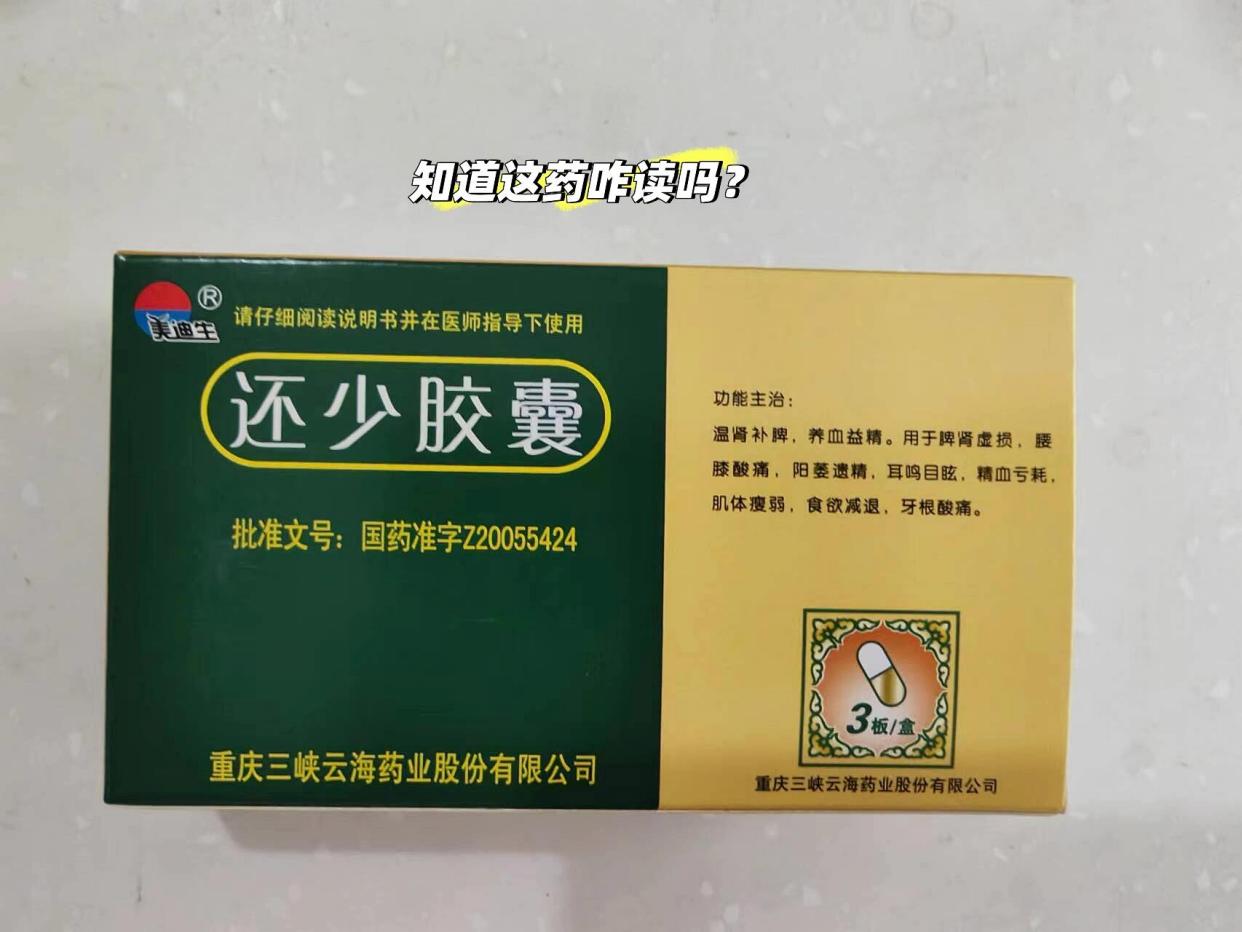 知道这药咋读吗？
美迪生®
请仔细阅读说明书并在医师指导下使用
还少胶囊
批准文号：国药准字Z20055424
重庆三峡云海药业股份有限公司
功能主治：
温肾补脾，养血益精。用于脾肾虚损，腰
膝酸痛，阳萎遗精，耳鸣目眩，精血亏耗，
肌体瘦弱，食欲减退，牙根酸痛。
3板/盒
重庆三峡云海药业股份有限公司